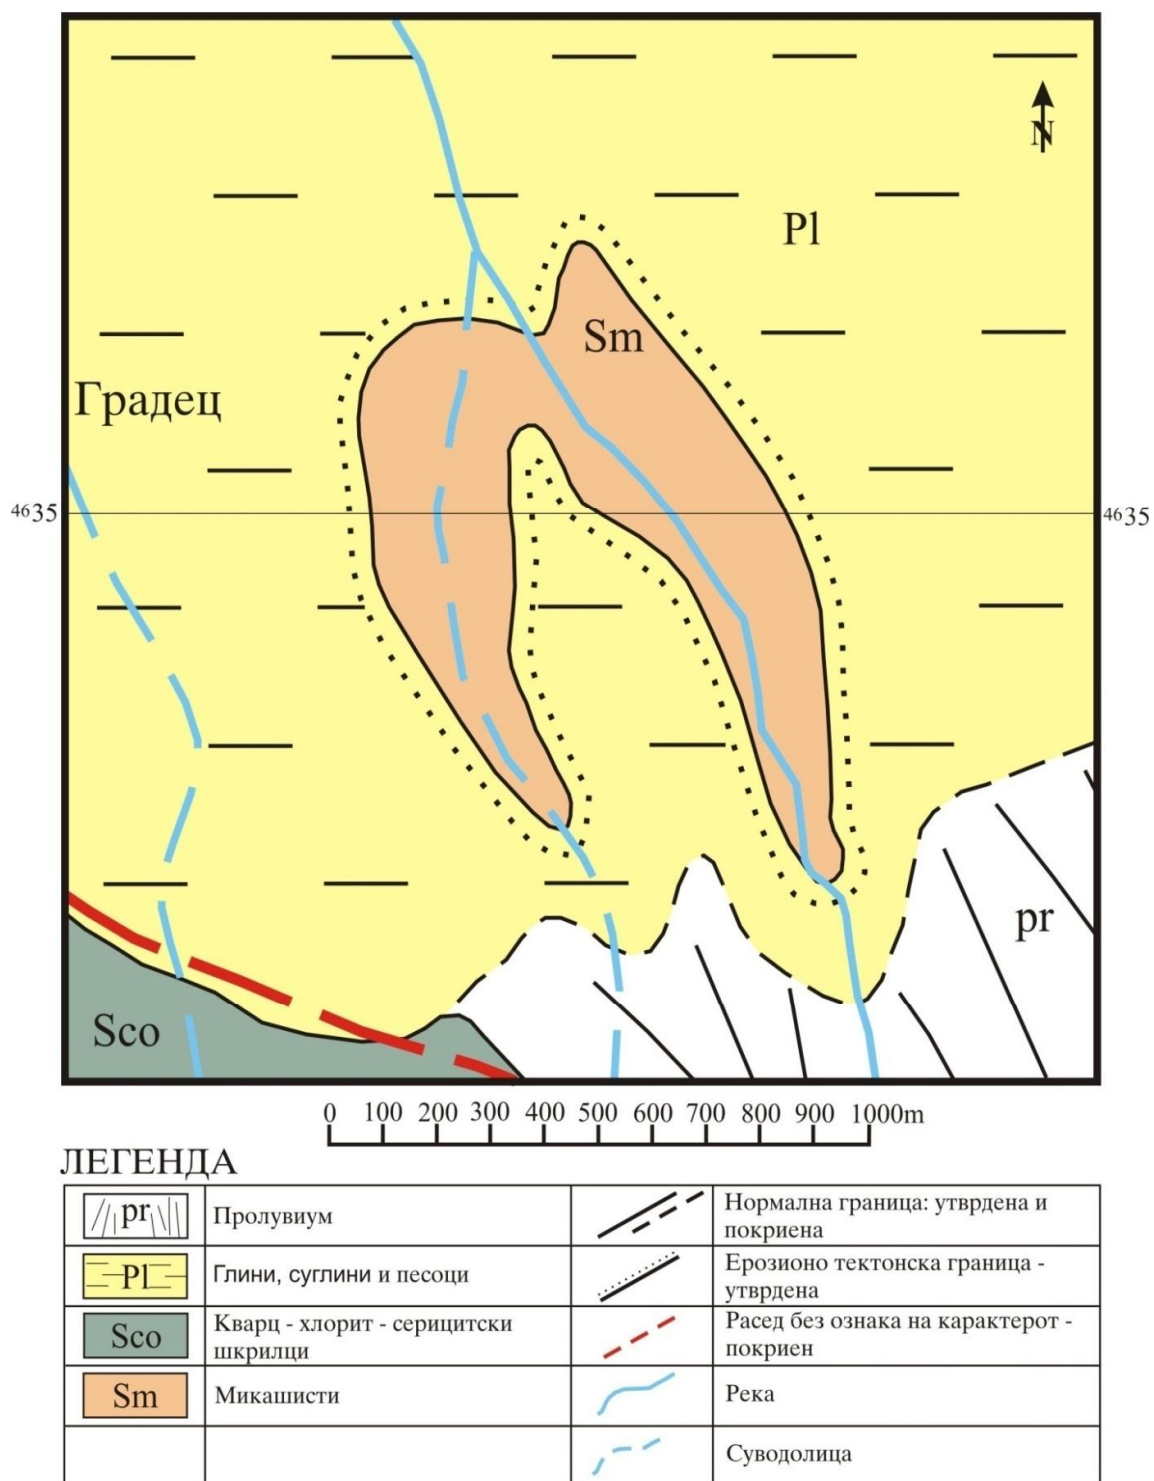 N
Pl
Sm
Градец
4635 4635
pr
Sco
0 100 200 300 400 500 600 700 800 900 1000m
ЛЕГЕНДА
pr Пролувиум
Нормална граница: утврдена и
покриена
Pl Глини, суглини и песоци
Ерозионо тектонска граница -
утврдена
Sco Кварц - хлорит - серицитски
шкрилци
Расед без ознака на карактерот -
покриен
Sm Микашисти
Река
Суводолица